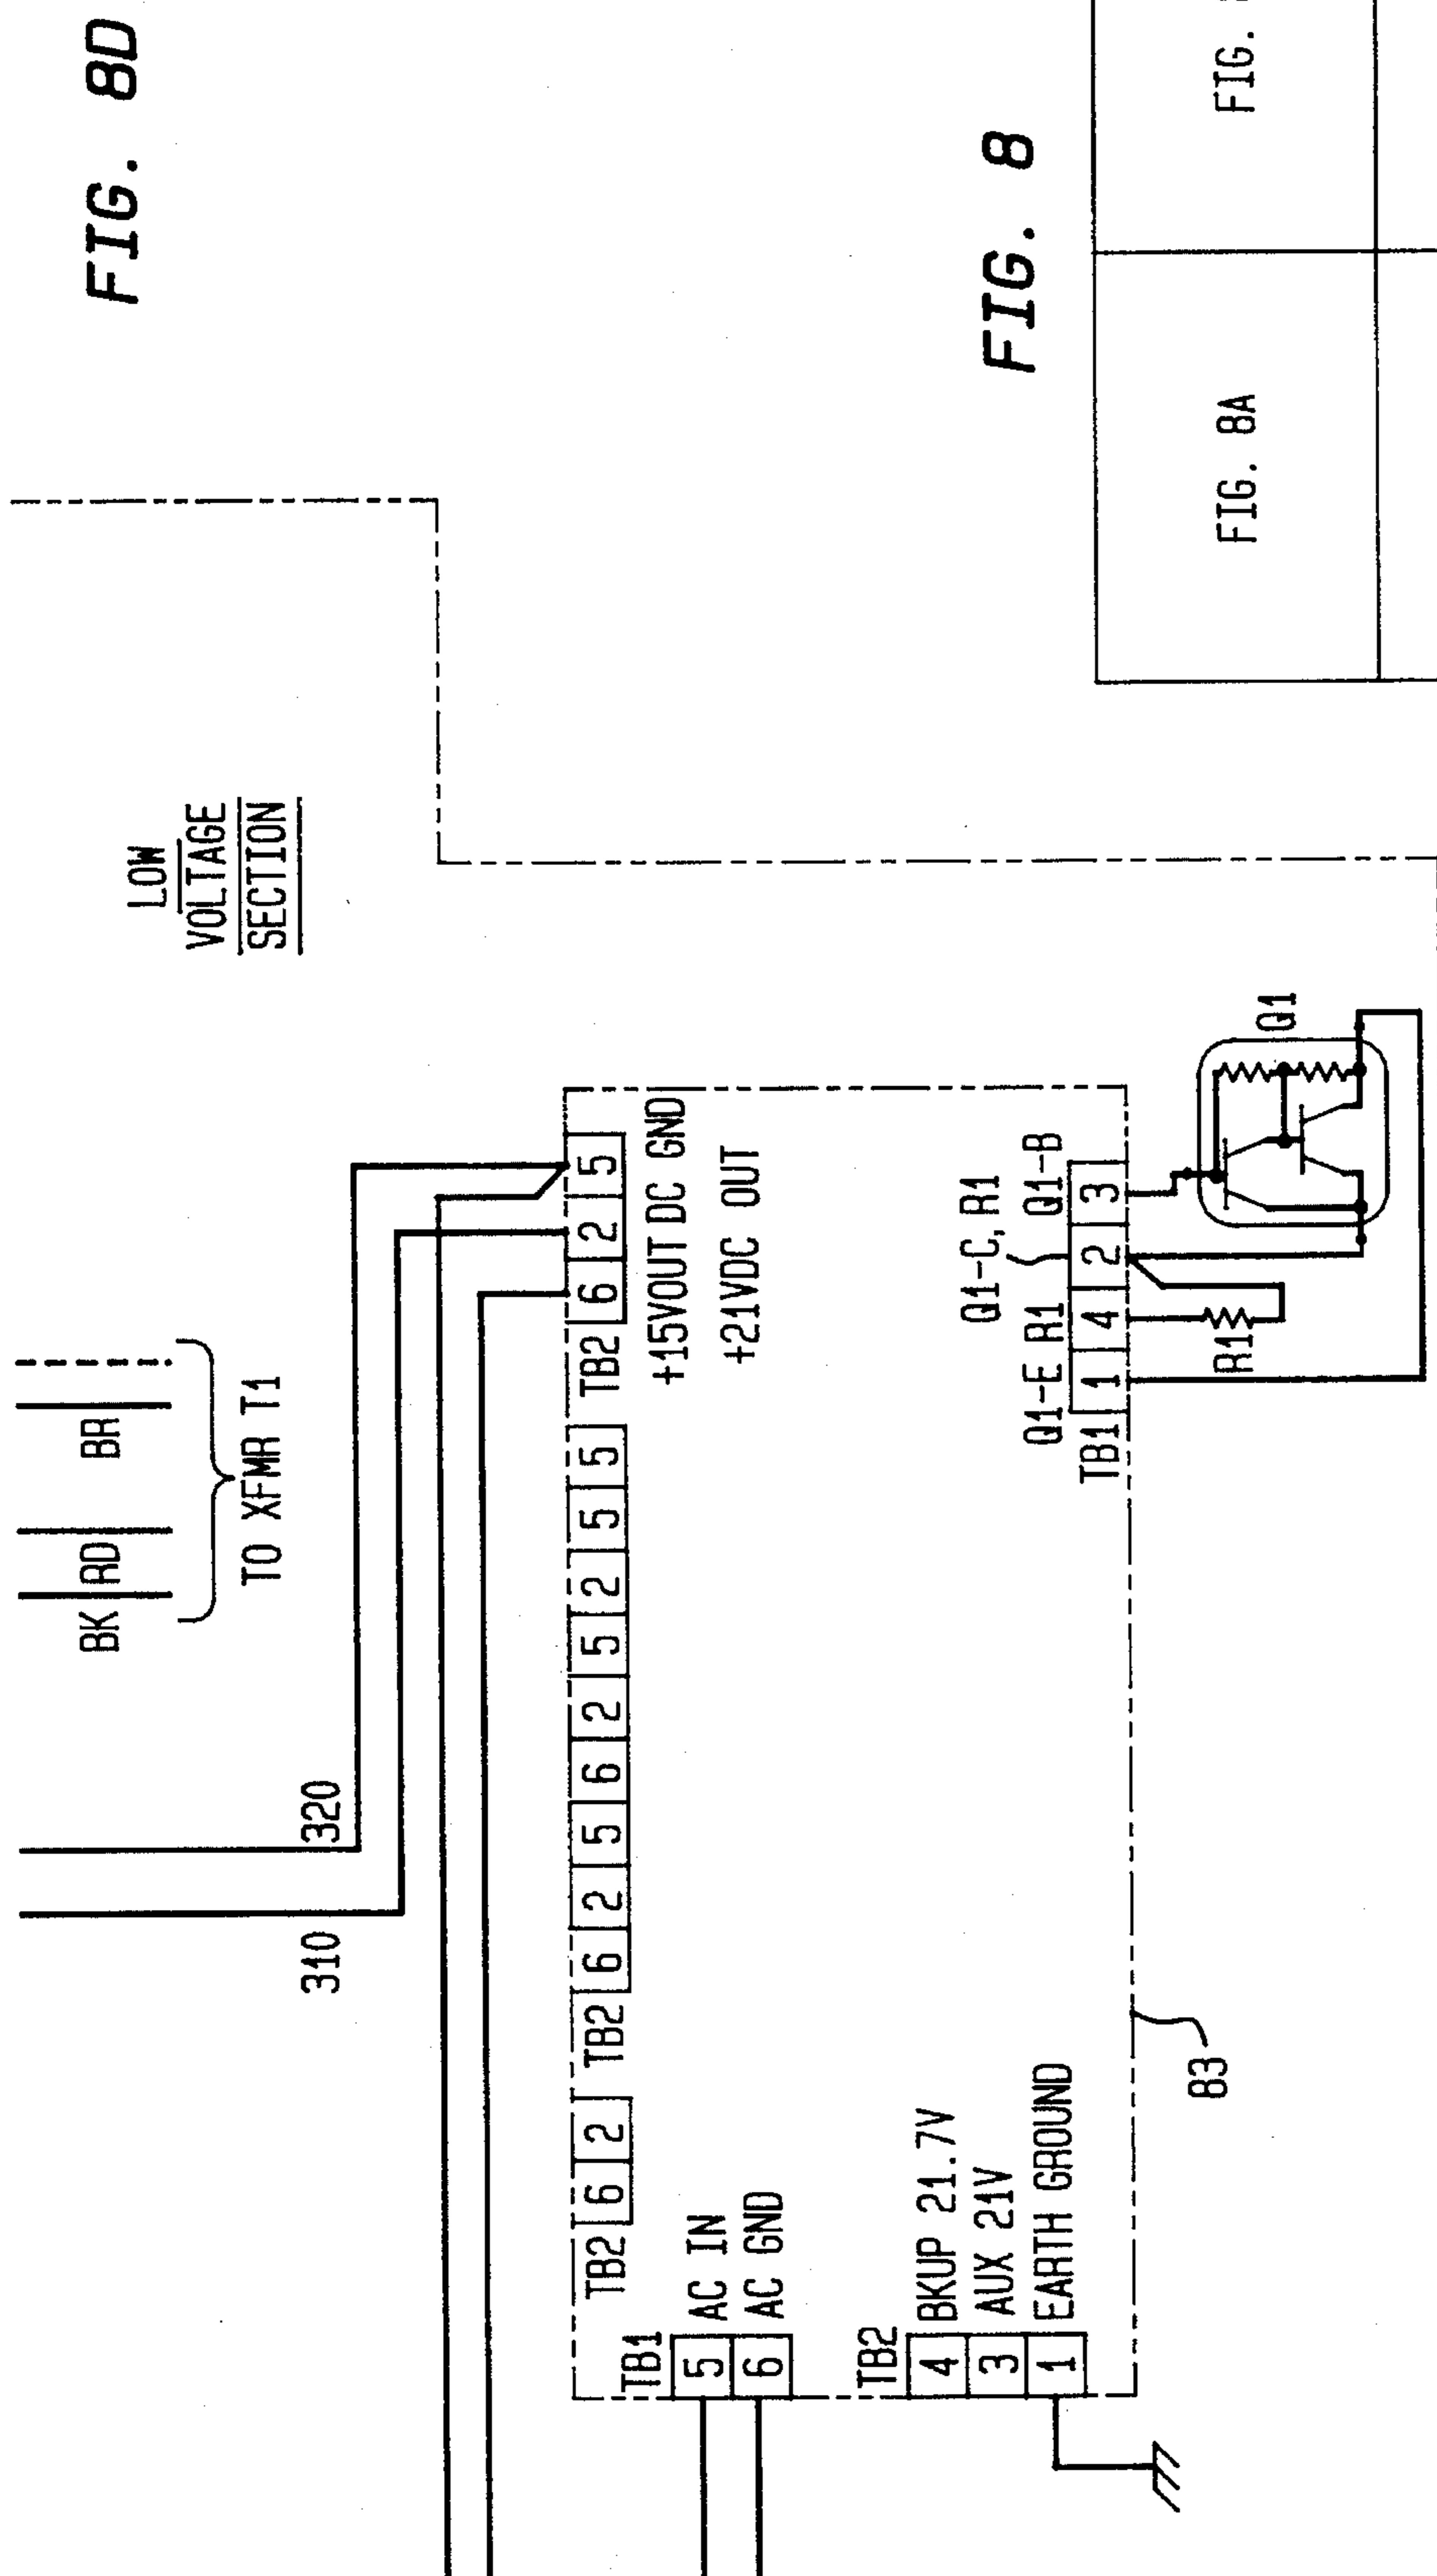 FIG. 8D
LOW
VOLTAGE
SECTION
BK RD BR
TO XFMR T1
310 320
TB2 6 2
TB2 6 2 5 6 2 5 2 5 5
TB2 6 2 5
+15VOUT DC GND
+21VDC OUT
TB1
5 AC IN
6 AC GND
TB2
4 BKUP 21.7V
3 AUX 21V
1 EARTH GROUND
Q1-C, R1
Q1-E R1 Q1-B
TB1 1 4 2 3
R1
Q1
83
FIG. 8
FIG. 8A
FIG.